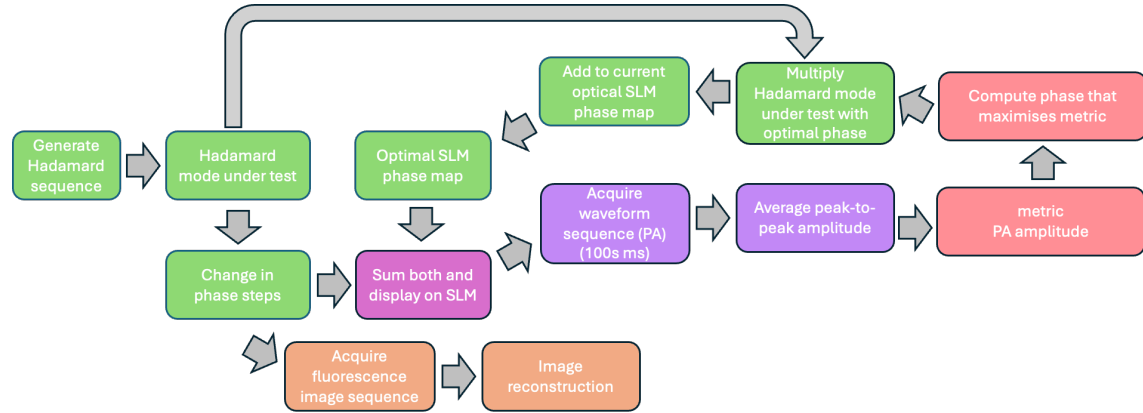 Generate
Hadamard
sequence
Hadamard
mode under test
Change in
phase steps
Optimal SLM
phase map
Sum both and
display on SLM
Add to current
optical SLM
phase map
Multiply
Hadamard mode
under test with
optimal phase
Compute phase that
maximises metric
Acquire
waveform
sequence (PA)
(100s ms)
Average peak-to-
peak amplitude
metric
PA amplitude
Acquire
fluorescence
image sequence
Image
reconstruction